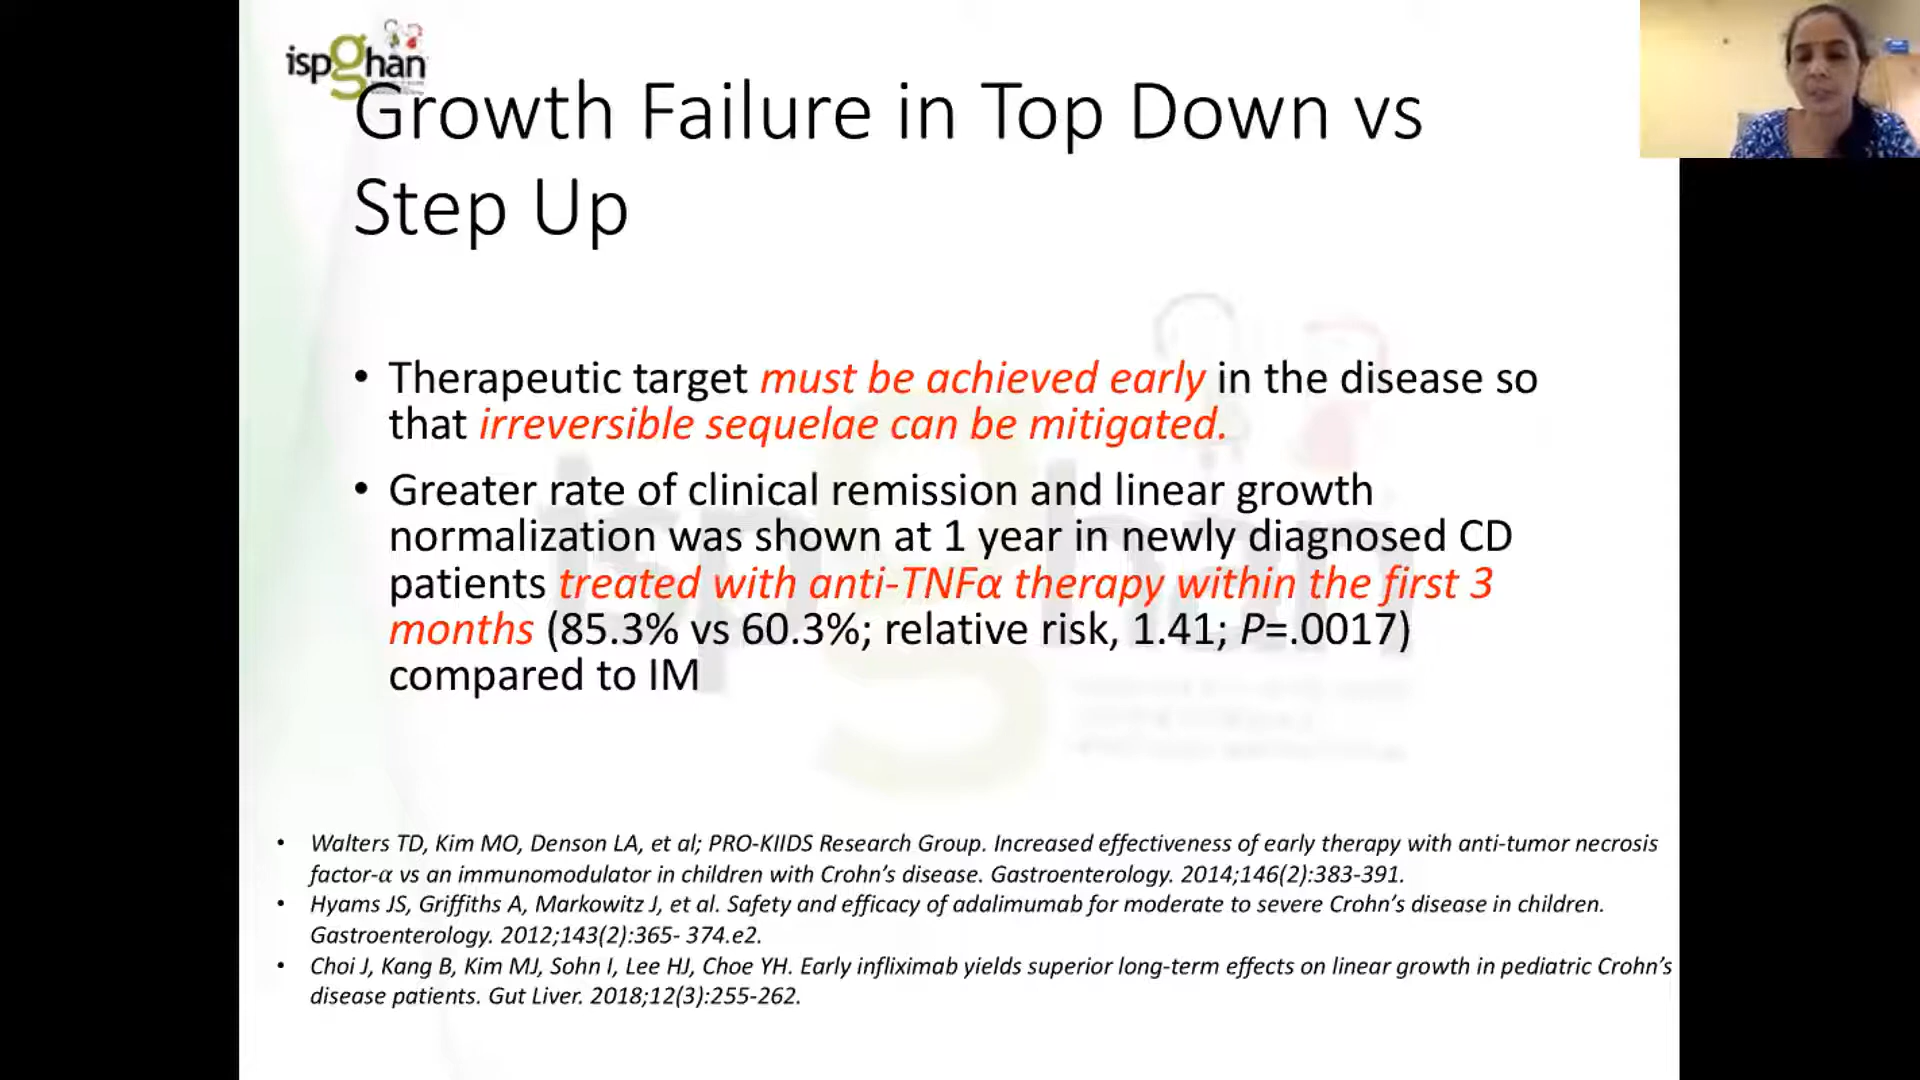 ispghan
Growth Failure in Top Down vs
Step Up
• Therapeutic target must be achieved early in the disease so
that irreversible sequelae can be mitigated.
• Greater rate of clinical remission and linear growth
normalization was shown at 1 year in newly diagnosed CD
patients treated with anti-TNFα therapy within the first 3
months (85.3% vs 60.3%; relative risk, 1.41; P=.0017)
compared to IM
• Walters TD, Kim MO, Denson LA, et al; PRO-KIIDS Research Group. Increased effectiveness of early therapy with anti-tumor necrosis
factor-α vs an immunomodulator in children with Crohn's disease. Gastroenterology. 2014;146(2):383-391.
• Hyams JS, Griffiths A, Markowitz J, et al. Safety and efficacy of adalimumab for moderate to severe Crohn's disease in children.
Gastroenterology. 2012;143(2):365- 374.e2.
• Choi J, Kang B, Kim MJ, Sohn I, Lee HJ, Choe YH. Early infliximab yields superior long-term effects on linear growth in pediatric Crohn's
disease patients. Gut Liver. 2018;12(3):255-262.